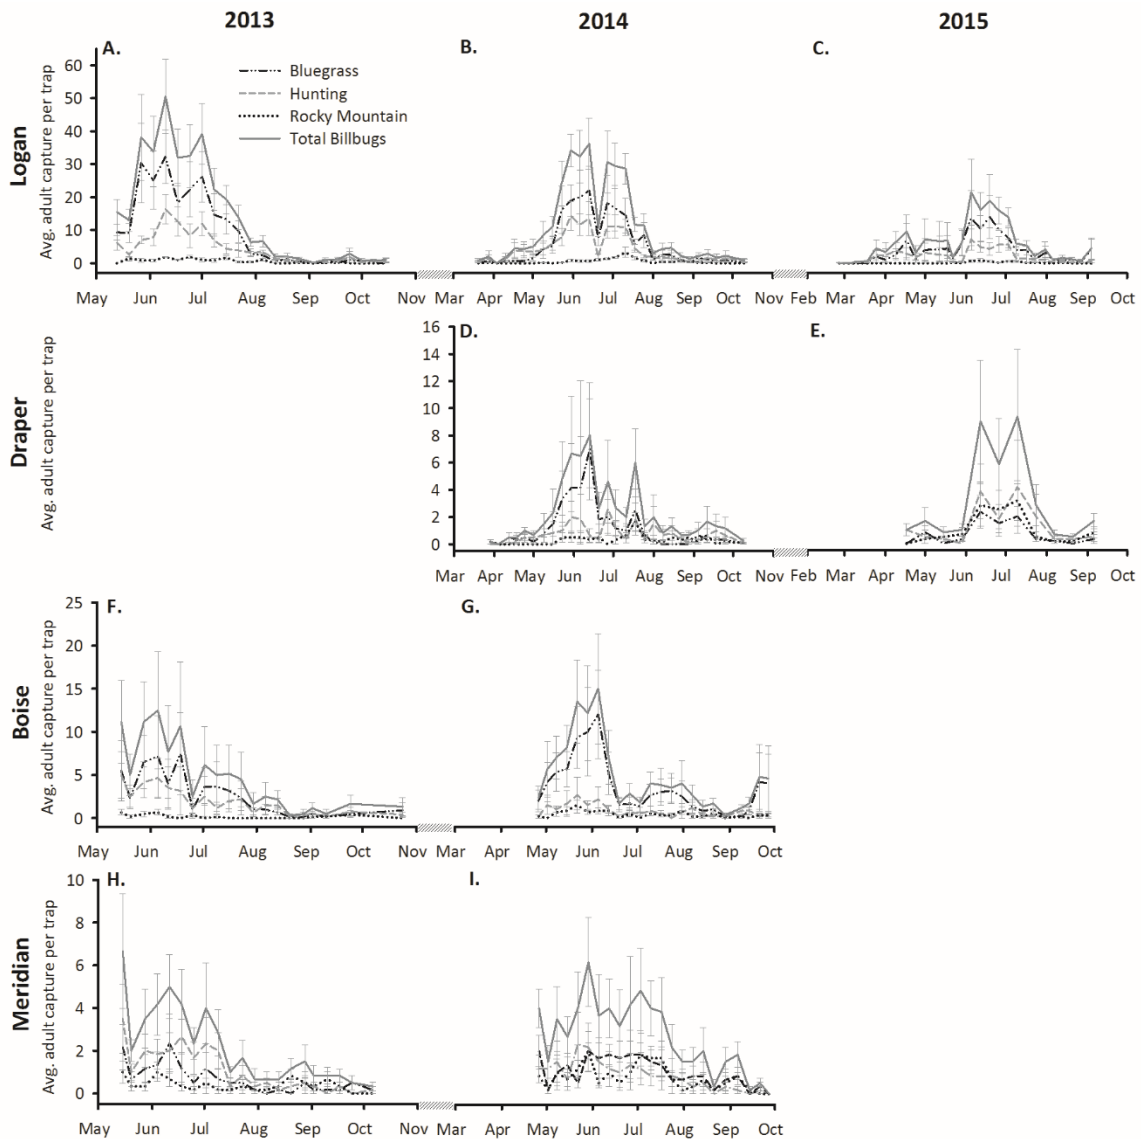 2013 2014 2015
A. B. C.
Bluegrass
Hunting
Rocky Mountain
Total Billbugs
Logan
Avg. adult capture per trap
60
50
40
30
20
10
0
May Jun Jul Aug Sep Oct Nov Mar Apr May Jun Jul Aug Sep Oct Nov Feb Mar Apr May Jun Jul Aug Sep Oct
D. E.
Draper
Avg. adult capture per trap
16
14
12
10
8
6
4
2
0
Mar Apr May Jun Jul Aug Sep Oct Nov Feb Mar Apr May Jun Jul Aug Sep Oct
F. G.
Boise
Avg. adult capture per trap
25
20
15
10
5
0
May Jun Jul Aug Sep Oct Nov Mar Apr May Jun Jul Aug Sep Oct
H. I.
Meridian
Avg. adult capture per trap
10
8
6
4
2
0
May Jun Jul Aug Sep Oct Nov Mar Apr May Jun Jul Aug Sep Oct